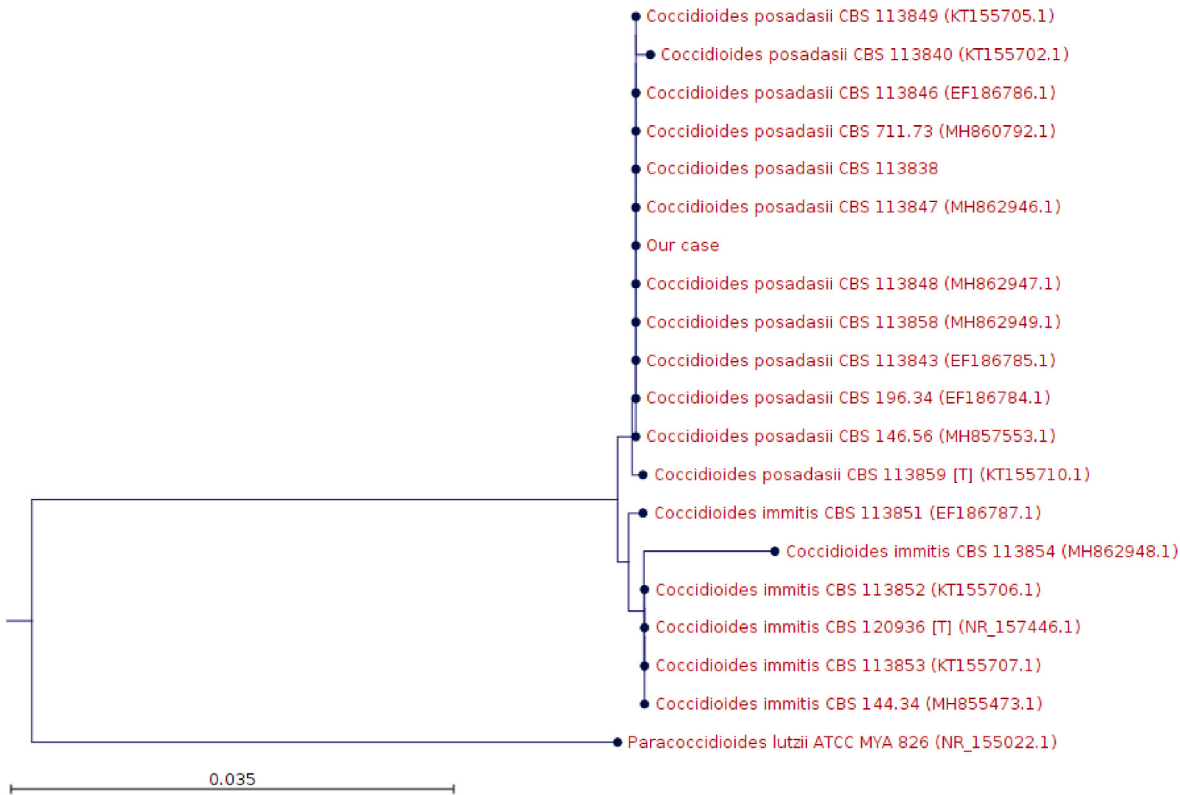 Coccidioides posadasii CBS 113849 (KT155705.1)
Coccidioides posadasii CBS 113840 (KT155702.1)
Coccidioides posadasii CBS 113846 (EF186786.1)
Coccidioides posadasii CBS 711.73 (MH860792.1)
Coccidioides posadasii CBS 113838
Coccidioides posadasii CBS 113847 (MH862946.1)
Our case
Coccidioides posadasii CBS 113848 (MH862947.1)
Coccidioides posadasii CBS 113858 (MH862949.1)
Coccidioides posadasii CBS 113843 (EF186785.1)
Coccidioides posadasii CBS 196.34 (EF186784.1)
Coccidioides posadasii CBS 146.56 (MH857553.1)
Coccidioides posadasii CBS 113859 [T] (KT155710.1)
Coccidioides immitis CBS 113851 (EF186787.1)
Coccidioides immitis CBS 113854 (MH862948.1)
Coccidioides immitis CBS 113852 (KT155706.1)
Coccidioides immitis CBS 120936 [T] (NR_157446.1)
Coccidioides immitis CBS 113853 (KT155707.1)
Coccidioides immitis CBS 144.34 (MH855473.1)
Paracoccidioides lutzii ATCC MYA 826 (NR_155022.1)
0.035